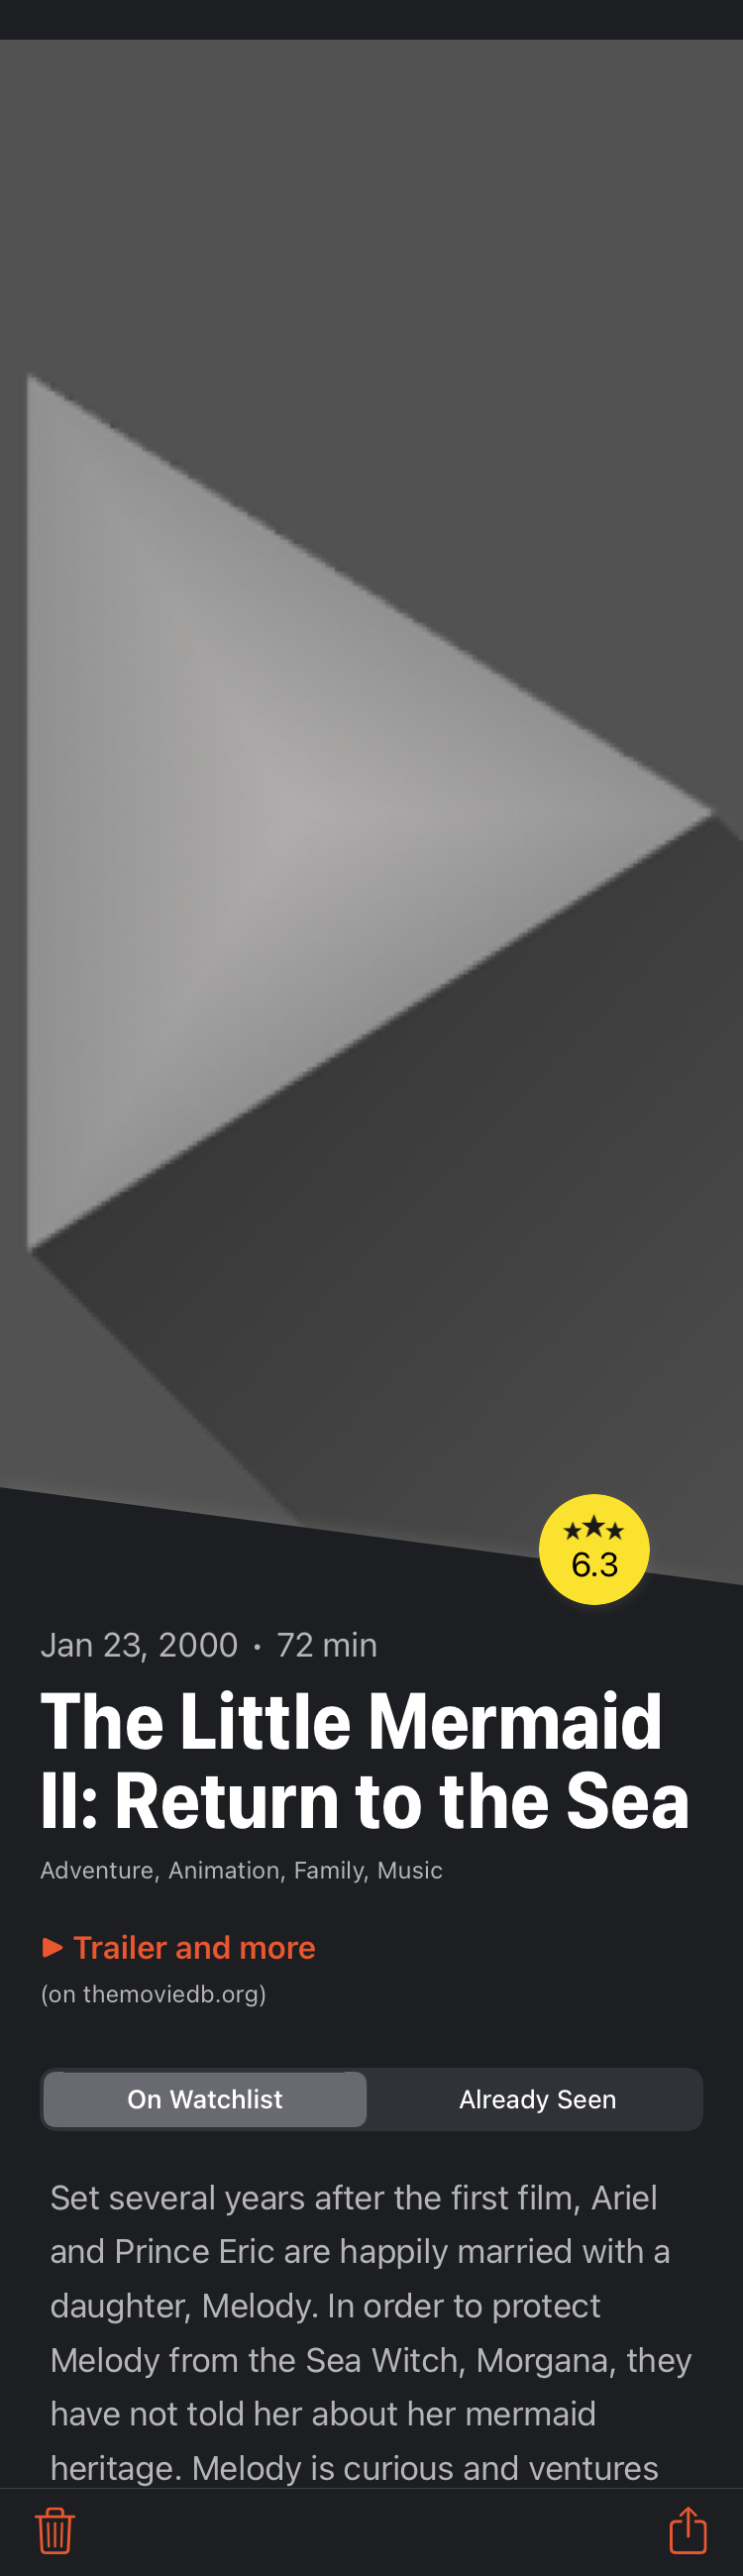 6.3
Jan 23, 2000 • 72 min
The Little Mermaid
II: Return to the Sea
Adventure, Animation, Family, Music
Trailer and more
(on themoviedb.org)
On Watchlist
Already Seen
Set several years after the first film, Ariel
and Prince Eric are happily married with a
daughter, Melody. In order to protect
Melody from the Sea Witch, Morgana, they
have not told her about her mermaid
heritage. Melody is curious and ventures